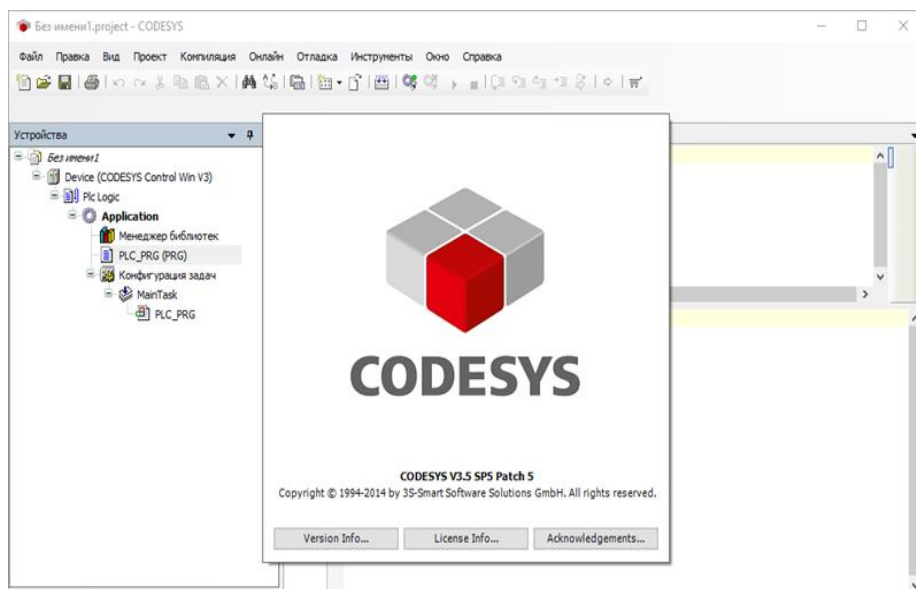 Без имени1.project - CODESYS
Файл Правка Вид Проект Компиляция Онлайн Отладка Инструменты Окно Справка
Устройства
Без имени1
Device (CODESYS Control Win V3)
Plc Logic
Application
Менеджер библиотек
PLC_PRG (PRG)
Конфигурация задач
MainTask
PLC_PRG
CODESYS
CODESYS V3.5 SP5 Patch 5
Copyright © 1994-2014 by 3S-Smart Software Solutions GmbH. All rights reserved.
Version Info... License Info... Acknowledgements...